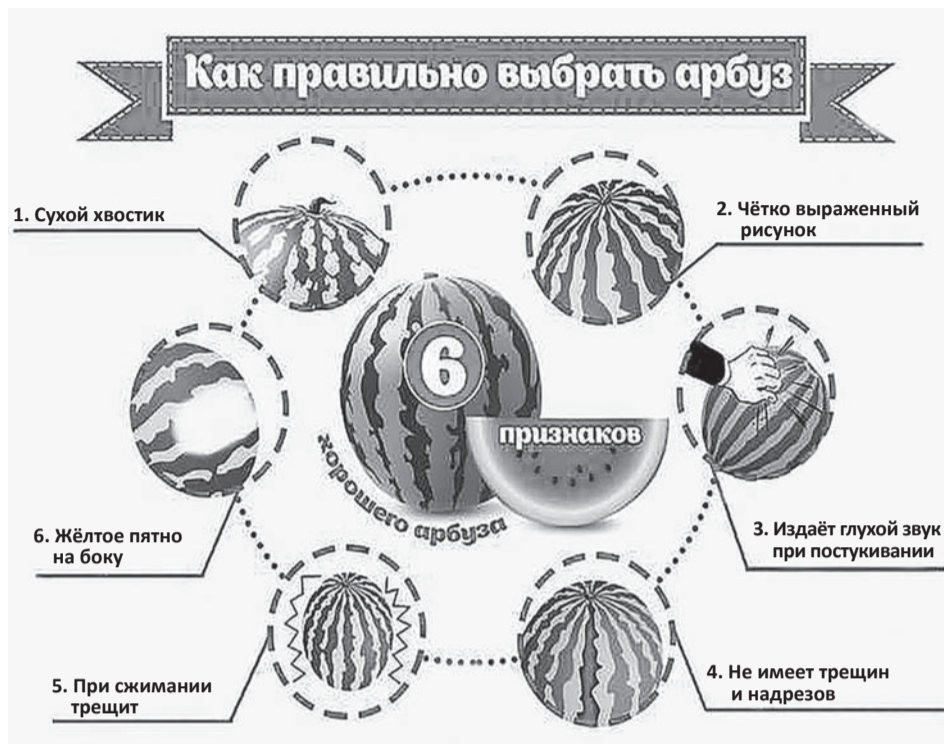 Как правильно выбрать арбуз
1. Сухой хвостик
2. Чётко выраженный
рисунок
6
признаков
хорошего арбуза
3. Издаёт глухой звук
при постукивании
4. Не имеет трещин
и надрезов
5. При сжимании
трещит
6. Жёлтое пятно
на боку